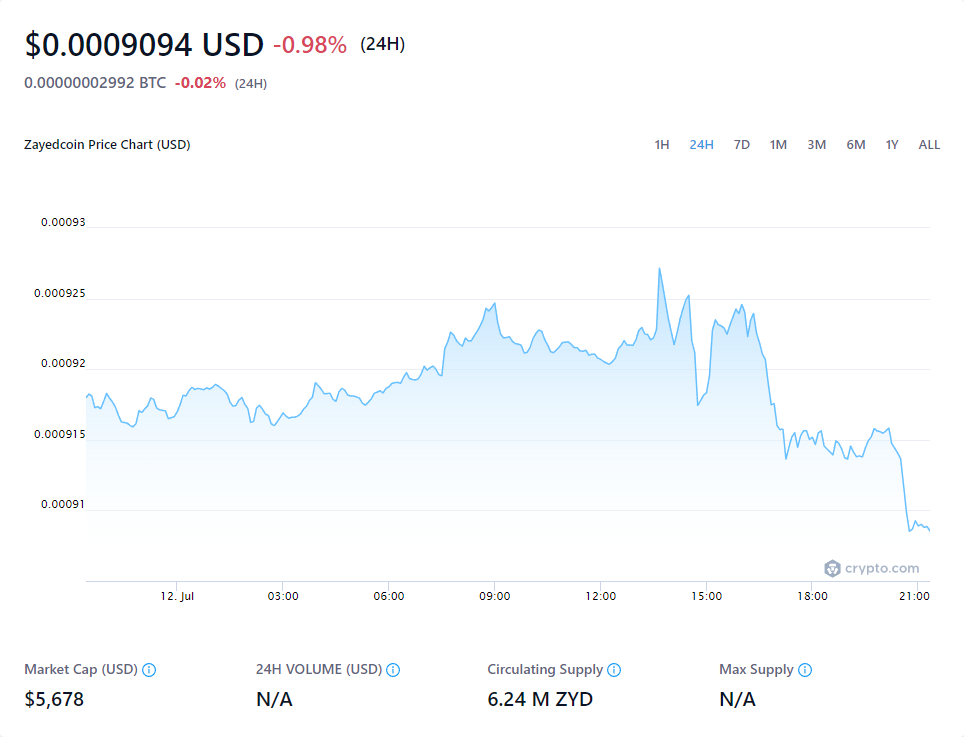 $0.0009094 USD -0.98% (24H)
0.00000002992 BTC -0.02% (24H)
Zayedcoin Price Chart (USD) 1H 24H 7D 1M 3M 6M 1Y ALL
0.00093
0.000925
0.00092
0.000915
0.00091
crypto.com
12. Jul 03:00 06:00 09:00 12:00 15:00 18:00 21:00
Market Cap (USD) 24H VOLUME (USD) Circulating Supply Max Supply
$5,678 N/A 6.24 M ZYD N/A